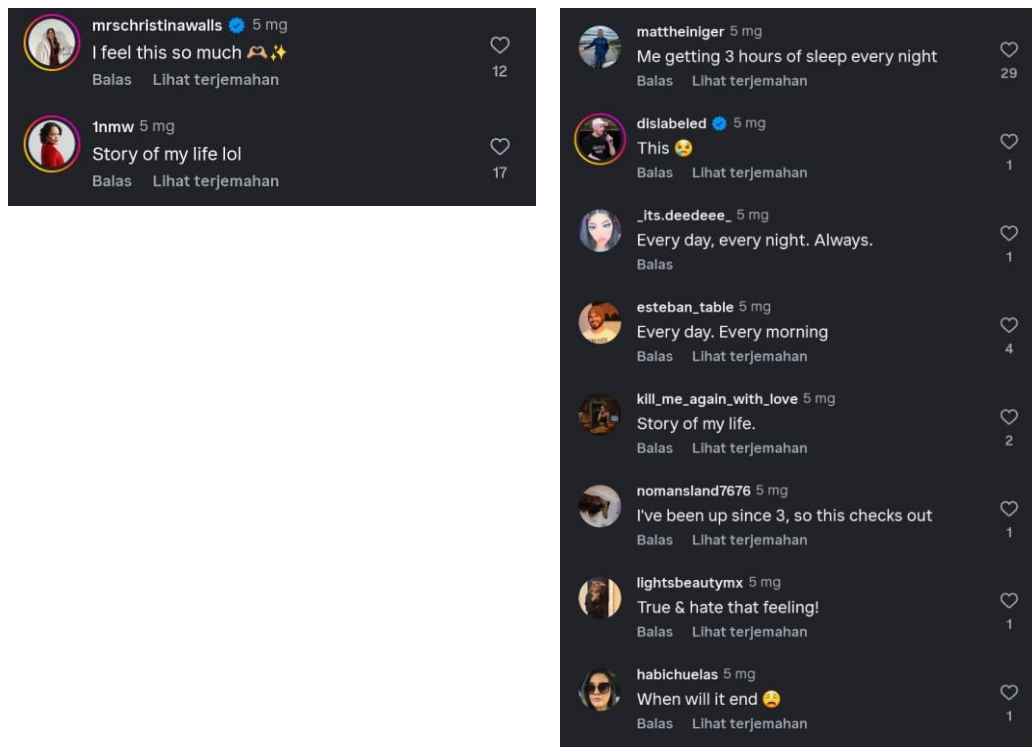 mrschristinawalls 5 mg
I feel this so much 🫶🏽✨
12
Balas Lihat terjemahan
1nmw 5 mg
Story of my life lol
17
Balas Lihat terjemahan
mattheiniger 5 mg
Me getting 3 hours of sleep every night
29
Balas Lihat terjemahan
dislabeled 5 mg
This 😢
1
Balas Lihat terjemahan
_its.deedeee_ 5 mg
Every day, every night. Always.
1
Balas
esteban_table 5 mg
Every day. Every morning
4
Balas Lihat terjemahan
kill_me_again_with_love 5 mg
Story of my life.
2
Balas Lihat terjemahan
nomansland7676 5 mg
I've been up since 3, so this checks out
1
Balas Lihat terjemahan
lightsbeautymx 5 mg
True & hate that feeling!
1
Balas Lihat terjemahan
habichuelas 5 mg
When will it end 😩
1
Balas Lihat terjemahan